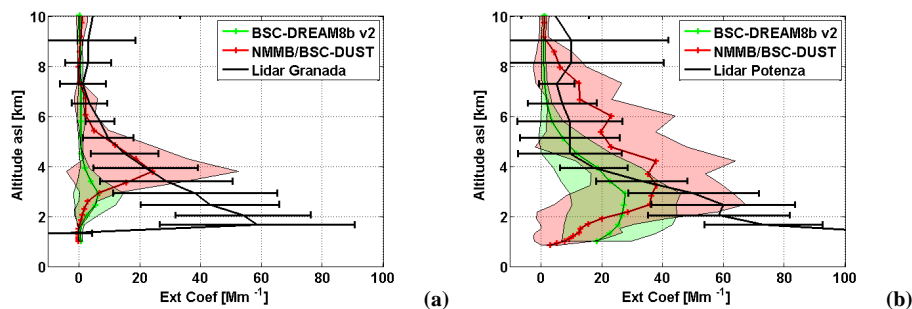 10
8
6
4
2
0
Altitude asl [km]
BSC-DREAM8b v2
NMMB/BSC-DUST
Lidar Granada
0 20 40 60 80 100
Ext Coef [Mm⁻¹]
(a)
10
8
6
4
2
0
Altitude asl [km]
BSC-DREAM8b v2
NMMB/BSC-DUST
Lidar Potenza
0 20 40 60 80 100
Ext Coef [Mm⁻¹]
(b)